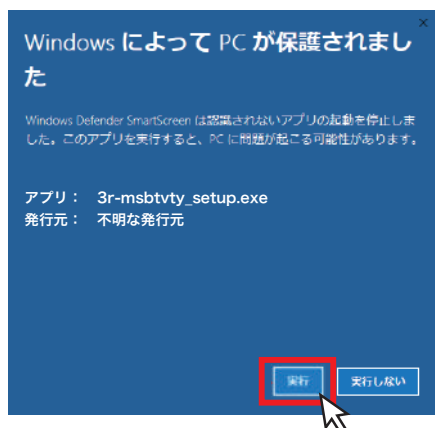 Windows によって PC が保護されまし
た
Windows Defender SmartScreen は認識されないアプリの起動を停止しま
した。このアプリを実行すると、PC に問題が起こる可能性があります。
アプリ： 3r-msbtvty_setup.exe
発行元： 不明な発行元
実行 実行しない